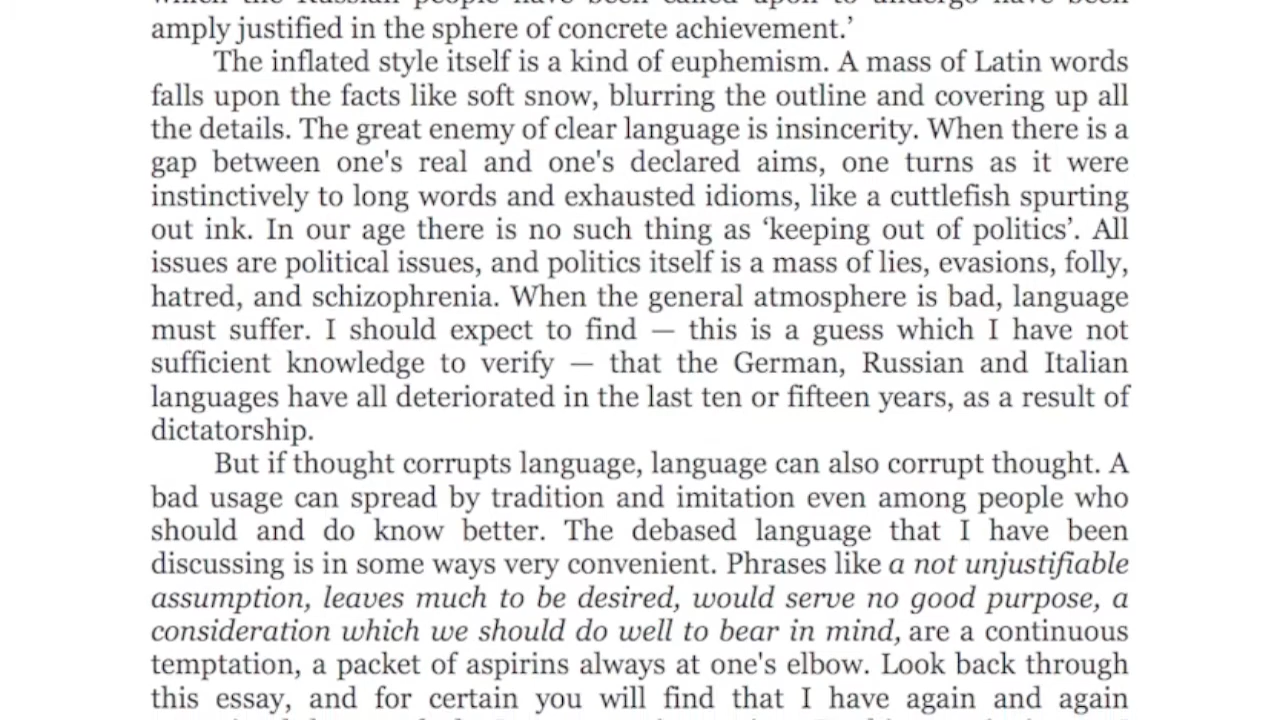 which the Russian people have been called upon to undergo have been
amply justified in the sphere of concrete achievement.’
The inflated style itself is a kind of euphemism. A mass of Latin words
falls upon the facts like soft snow, blurring the outline and covering up all
the details. The great enemy of clear language is insincerity. When there is a
gap between one's real and one's declared aims, one turns as it were
instinctively to long words and exhausted idioms, like a cuttlefish spurting
out ink. In our age there is no such thing as ‘keeping out of politics’. All
issues are political issues, and politics itself is a mass of lies, evasions, folly,
hatred, and schizophrenia. When the general atmosphere is bad, language
must suffer. I should expect to find — this is a guess which I have not
sufficient knowledge to verify — that the German, Russian and Italian
languages have all deteriorated in the last ten or fifteen years, as a result of
dictatorship.
But if thought corrupts language, language can also corrupt thought. A
bad usage can spread by tradition and imitation even among people who
should and do know better. The debased language that I have been
discussing is in some ways very convenient. Phrases like a not unjustifiable
assumption, leaves much to be desired, would serve no good purpose, a
consideration which we should do well to bear in mind, are a continuous
temptation, a packet of aspirins always at one's elbow. Look back through
this essay, and for certain you will find that I have again and again